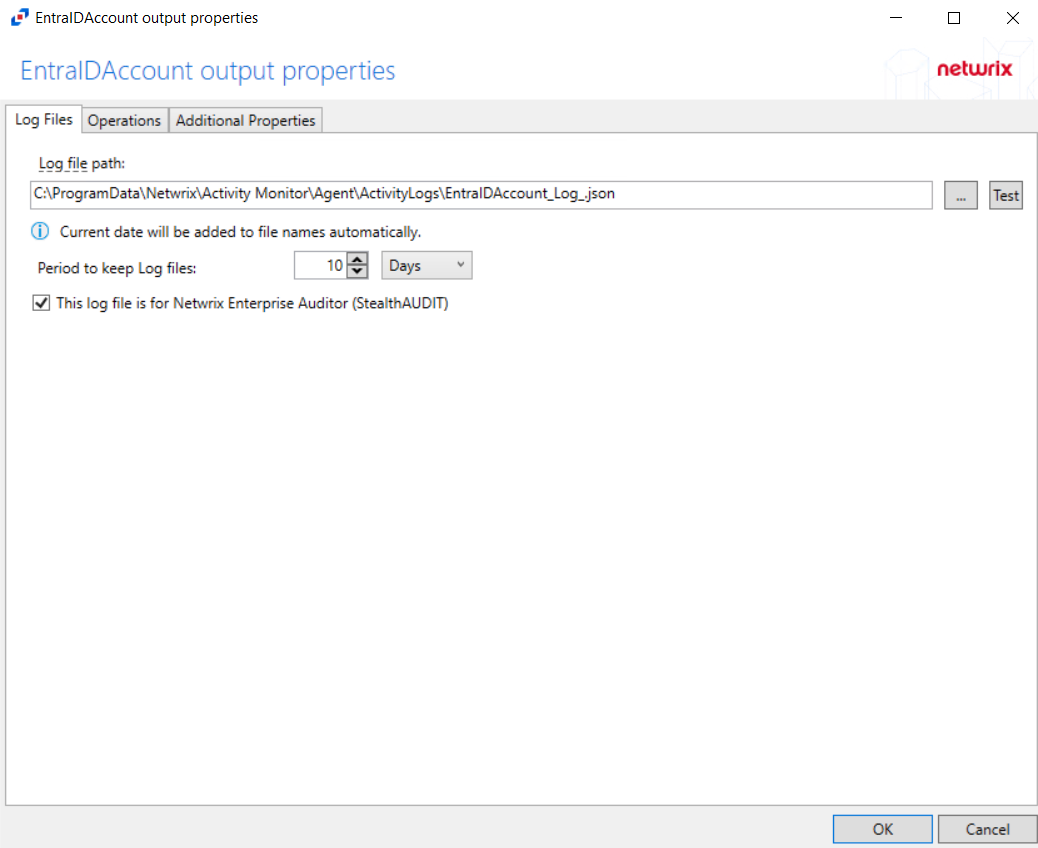 EntraIDAccount output properties
EntraIDAccount output properties
netwrix
Log Files Operations Additional Properties
Log file path:
C:\ProgramData\Netwrix\Activity Monitor\Agent\ActivityLogs\EntraIDAccount_Log_.json ... Test
Current date will be added to file names automatically.
Period to keep Log files: 10 Days
This log file is for Netwrix Enterprise Auditor (StealthAUDIT)
OK Cancel